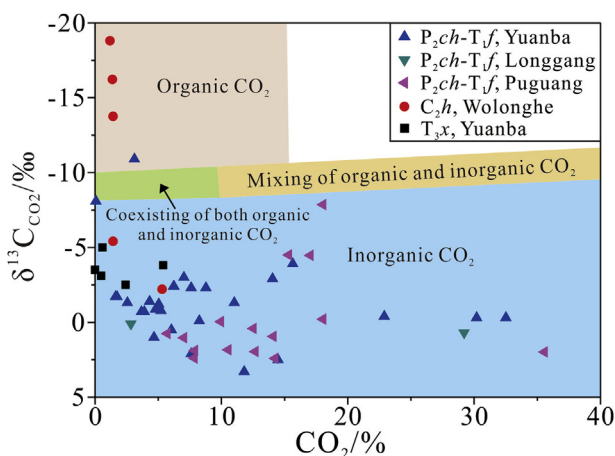 -20
-15
-10
-5
0
5
δ¹³C_CO2/‰
P₂ch-T₁f, Yuanba
P₂ch-T₁f, Longgang
P₂ch-T₁f, Puguang
C₂h, Wolonghe
T₃x, Yuanba
Organic CO₂
Mixing of organic and inorganic CO₂
Coexisting of both organic
and inorganic CO₂
Inorganic CO₂
0 10 20 30 40
CO₂/%